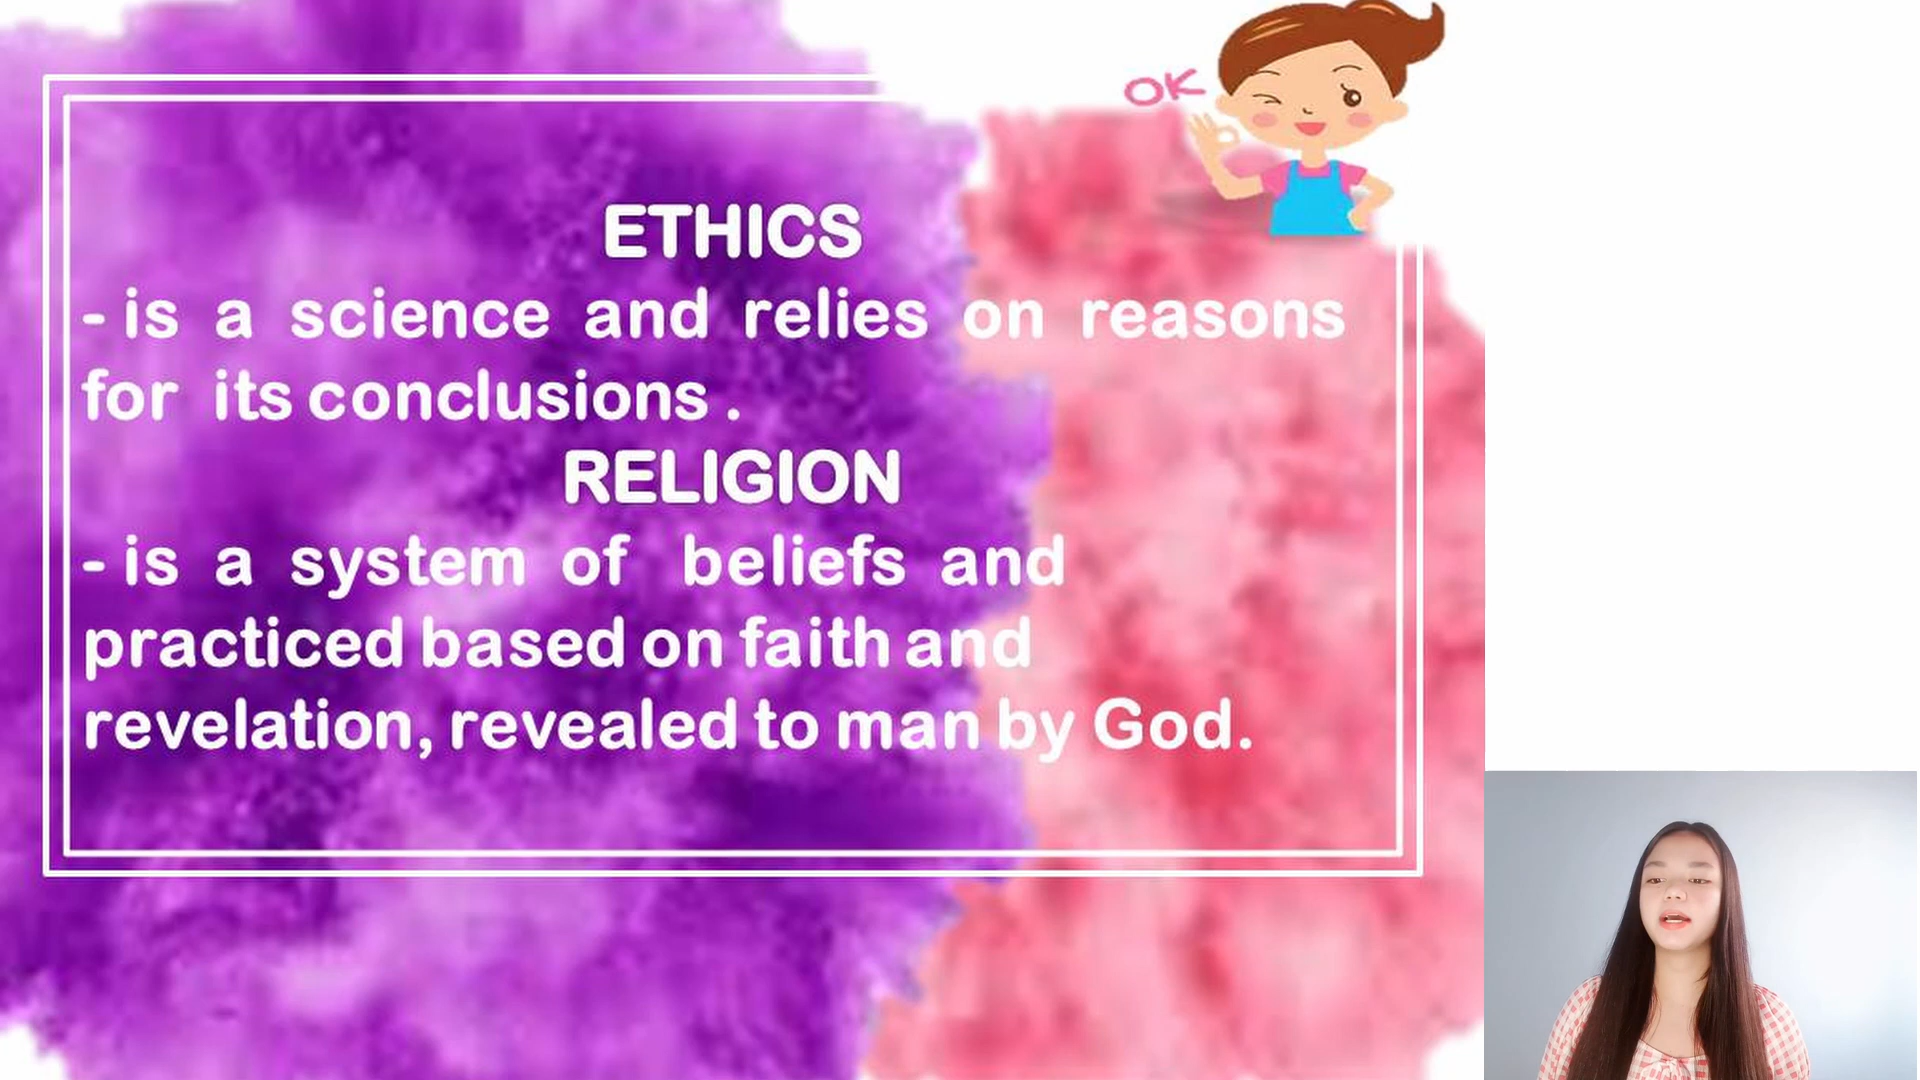 OK
ETHICS
- is a science and relies on reasons
for its conclusions .
RELIGION
- is a system of beliefs and
practiced based on faith and
revelation, revealed to man by God.